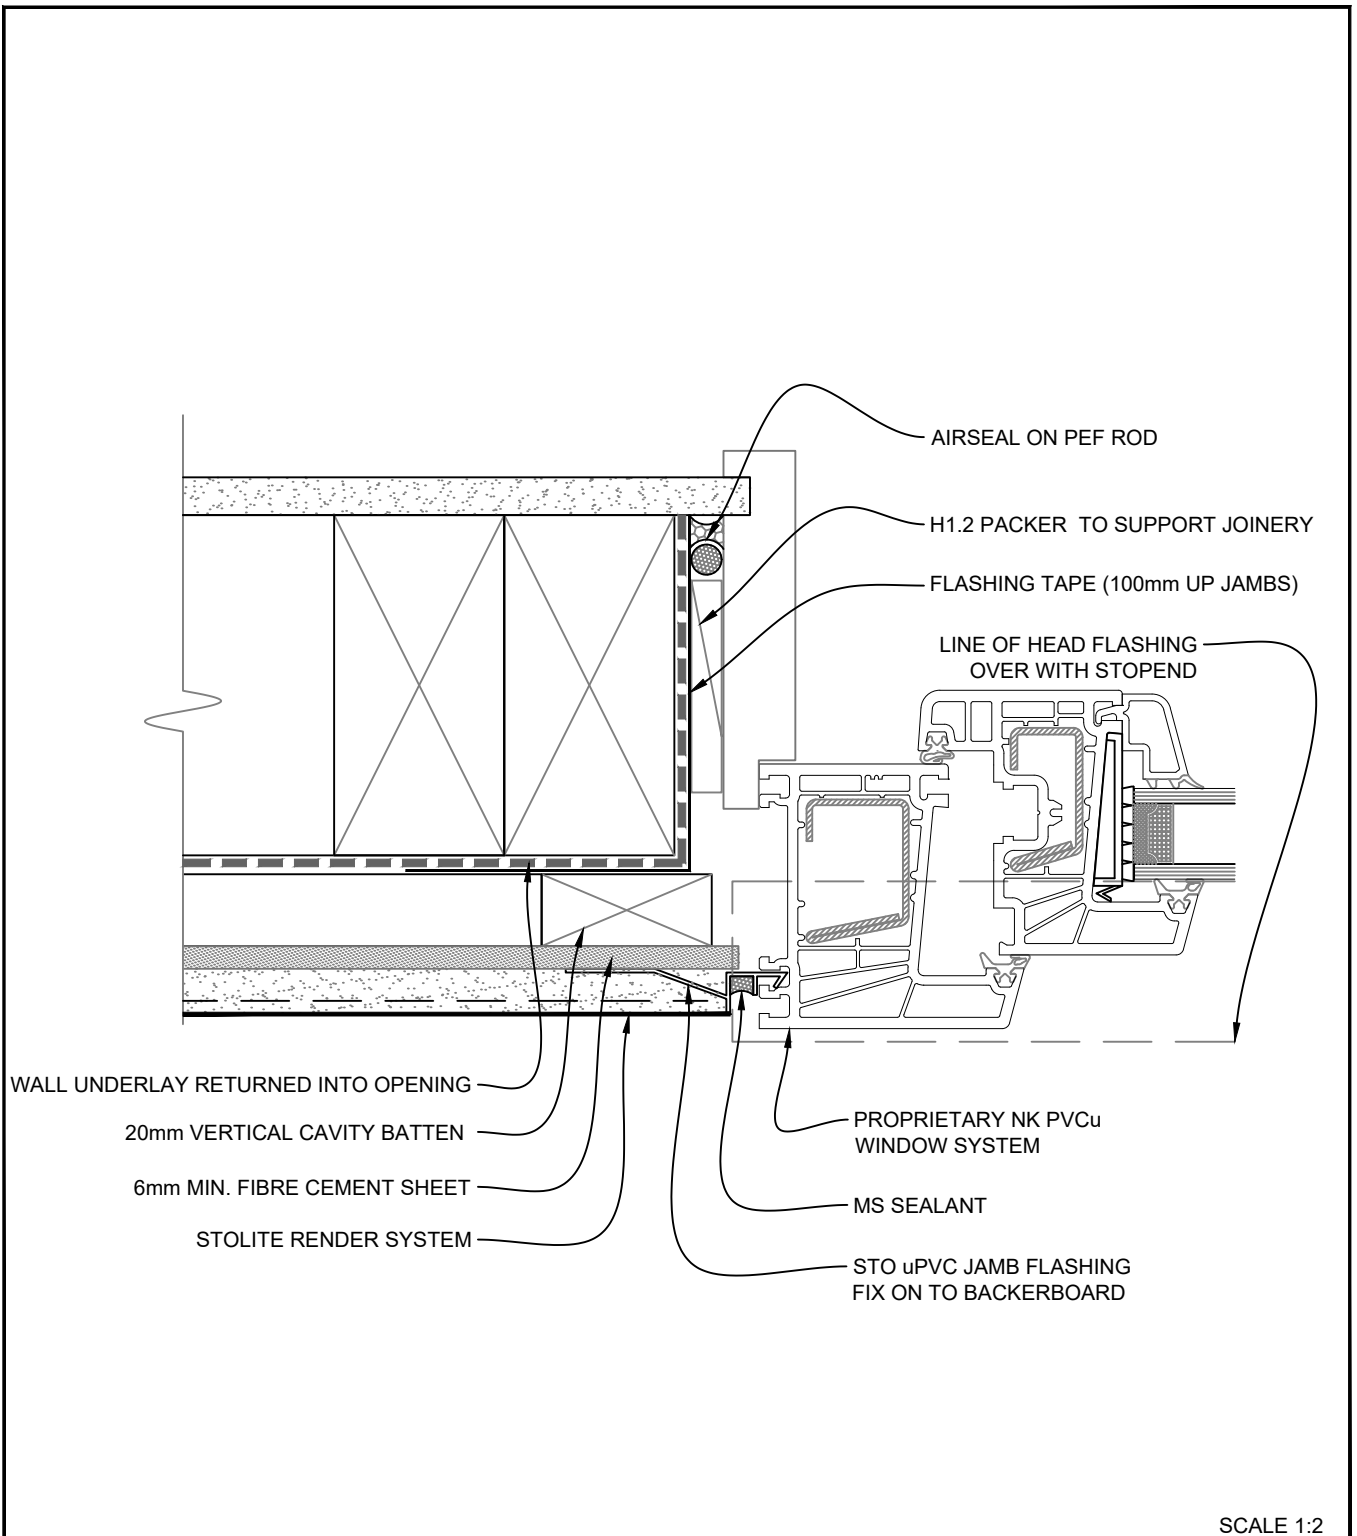 AIRSEAL ON PEF ROD
H1.2 PACKER TO SUPPORT JOINERY
FLASHING TAPE (100mm UP JAMBS)
LINE OF HEAD FLASHING
OVER WITH STOPEND
WALL UNDERLAY RETURNED INTO OPENING
20mm VERTICAL CAVITY BATTEN
6mm MIN. FIBRE CEMENT SHEET
STOLITE RENDER SYSTEM
PROPRIETARY NK PVCu
WINDOW SYSTEM
MS SEALANT
STO uPVC JAMB FLASHING
FIX ON TO BACKERBOARD
SCALE 1:2